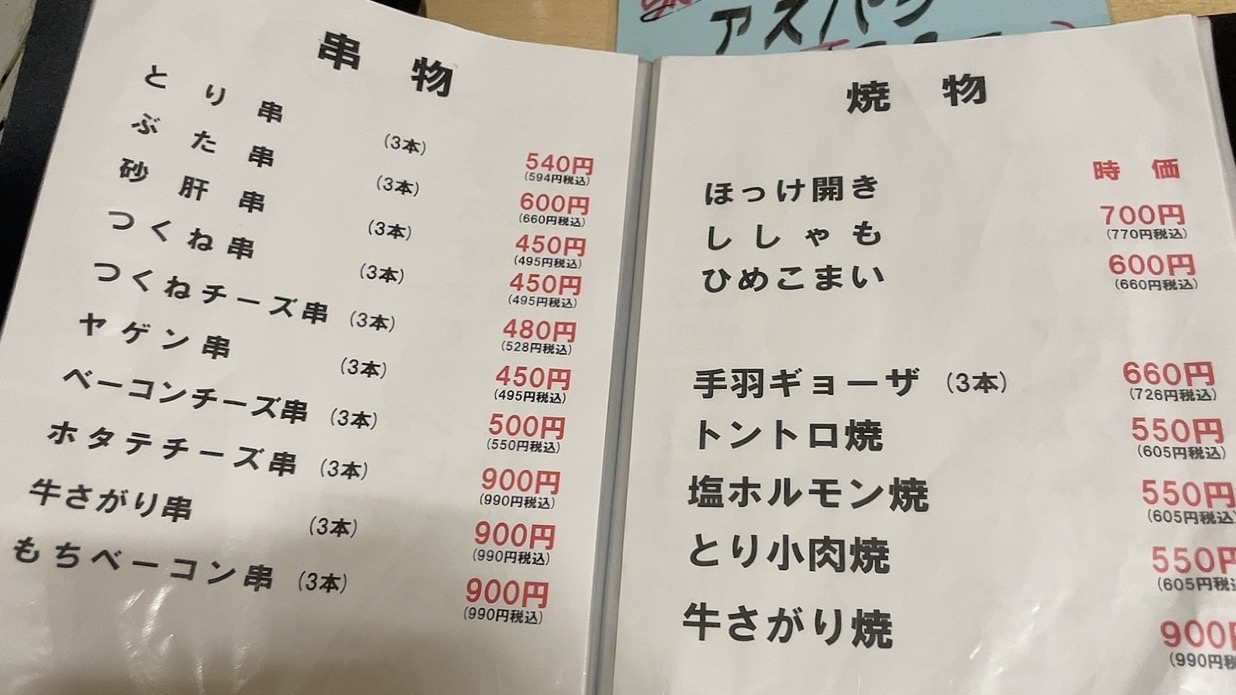 アスパラ
串物
とり串 (3本) 540円
(594円税込)
ぶた串 (3本) 600円
(660円税込)
砂肝串 (3本) 450円
(495円税込)
つくね串 (3本) 450円
(495円税込)
つくねチーズ串 (3本) 480円
(528円税込)
ヤゲン串 (3本) 450円
(495円税込)
ベーコンチーズ串 (3本) 500円
(550円税込)
ホタテチーズ串 (3本) 900円
(990円税込)
牛さがり串 (3本) 900円
(990円税込)
もちベーコン串 (3本) 900円
(990円税込)
焼物
ほっけ開き 時価
ししゃも 700円
(770円税込)
ひめこまい 600円
(660円税込)
手羽ギョーザ (3本) 660円
(726円税込)
トントロ焼 550円
(605円税込)
塩ホルモン焼 550円
(605円税込
とり小肉焼 550円
(605円税込
牛さがり焼 900円
(990円税